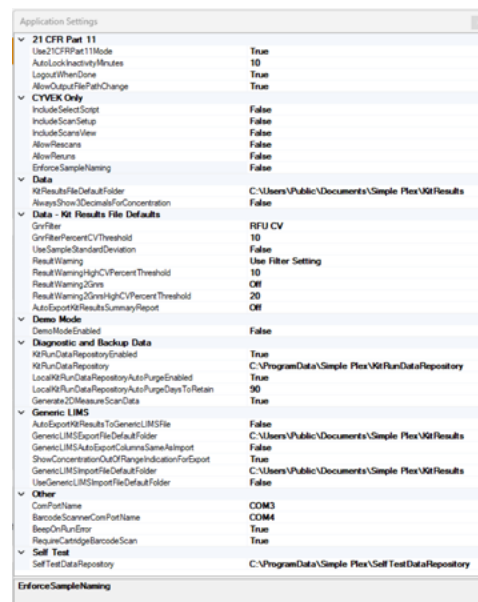 Application Settings
21 CFR Part 11
Use21CFRPart11Mode True
AutoLockInactivityMinutes 10
LogoutWhenDone True
AllowOutputFilePathChange True
CYVEK Only
IncludeSelectScript False
IncludeScanSetup False
IncludeScansView False
AllowRescans False
AllowReruns False
EnforceSampleNaming False
Data
KitResultsFileDefaultFolder C:\Users\Public\Documents\Simple Plex\KitResults
AlwaysShow3DecimalsForConcentration False
Data - Kit Results File Defaults
GnrFilter RFU CV
GnrFilterPercentCVThreshold 10
UseSampleStandardDeviation False
ResultWarning Use Filter Setting
ResultWarningHighCVPercentThreshold 10
ResultWarning2Gnrs Off
ResultWarning2GnrsHighCVPercentThreshold 20
AutoExportKitResultsSummaryReport Off
Demo Mode
DemoModeEnabled False
Diagnostic and Backup Data
KitRunDataRepositoryEnabled True
KitRunDataRepository C:\ProgramData\Simple Plex\KitRunDataRepository
LocalKitRunDataRepositoryAutoPurgeEnabled True
LocalKitRunDataRepositoryAutoPurgeDaysToRetain 90
Generate2DMeasureScanData True
Generic LIMS
AutoExportKitResultsToGenericLIMSFile False
GenericLIMSExportFileDefaultFolder C:\Users\Public\Documents\Simple Plex\KitResults
GenericLIMSAutoExportColumnsSameAsImport False
ShowConcentrationOutOfRangeIndicationForExport True
GenericLIMSImportFileDefaultFolder C:\Users\Public\Documents\Simple Plex\KitResults
UseGenericLIMSImportFileDefaultFolder False
Other
ComPortName COM3
BarcodeScannerComPortName COM4
BeepOnRunError True
RequireCartridgeBarcodeScan True
Self Test
SelfTestDataRepository C:\ProgramData\Simple Plex\SelfTestDataRepository
EnforceSampleNaming